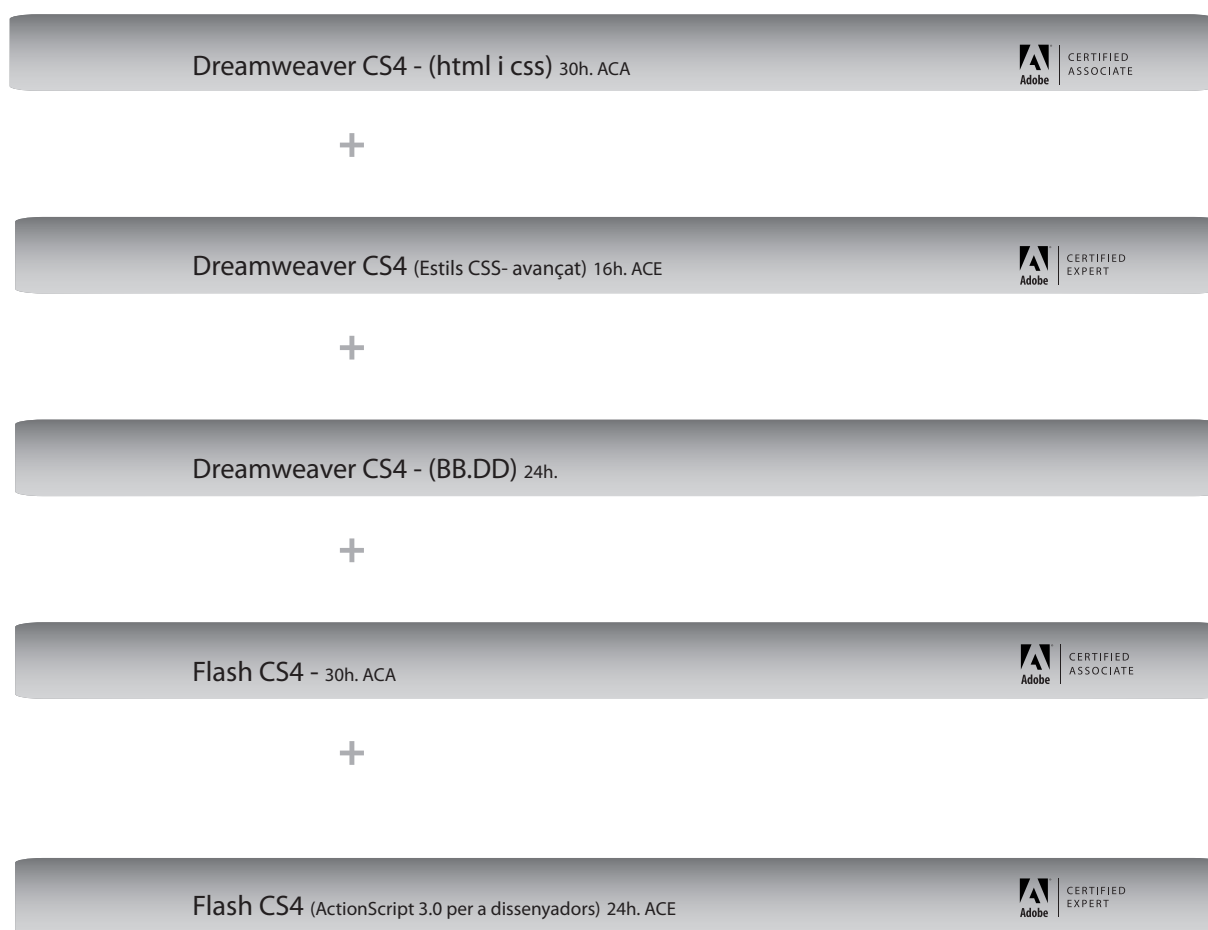 Dreamweaver CS4 - (html i css) 30h. ACA
Adobe
CERTIFIED
ASSOCIATE
+
Dreamweaver CS4 (Estils CSS- avançat) 16h. ACE
Adobe
CERTIFIED
EXPERT
+
Dreamweaver CS4 - (BB.DD) 24h.
+
Flash CS4 - 30h. ACA
Adobe
CERTIFIED
ASSOCIATE
+
Flash CS4 (ActionScript 3.0 per a dissenyadors) 24h. ACE
Adobe
CERTIFIED
EXPERT